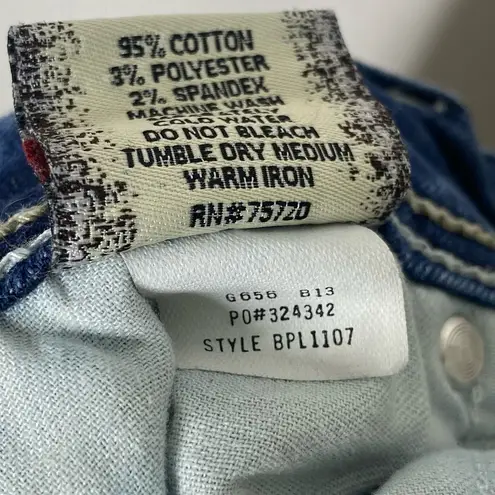 95% COTTON
3% POLYESTER
2% SPANDEX
MACHINE WASH
COLD WATER
DO NOT BLEACH
TUMBLE DRY MEDIUM
WARM IRON
RN#75720
G656 B13
PO#324342
STYLE BPL1107